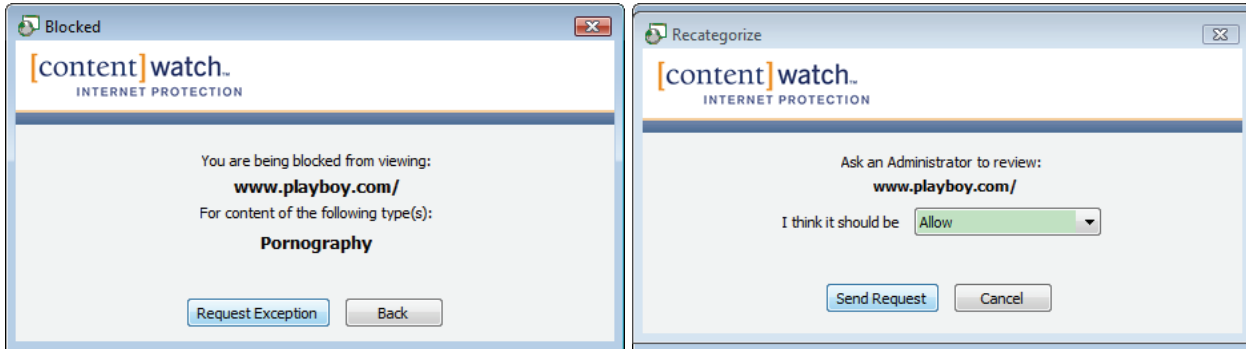 Blocked
[content]watch™
INTERNET PROTECTION
You are being blocked from viewing:
www.playboy.com/
For content of the following type(s):
Pornography
Request Exception
Back
Recategorize
[content]watch™
INTERNET PROTECTION
Ask an Administrator to review:
www.playboy.com/
I think it should be Allow
Send Request
Cancel